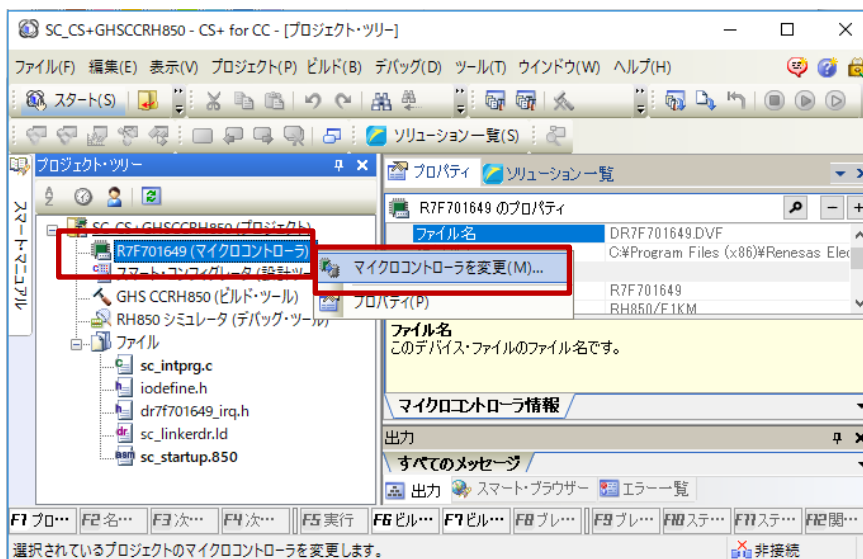 SC_CS+GHSCCRH850 - CS+ for CC - [プロジェクト・ツリー]
ファイル(F) 編集(E) 表示(V) プロジェクト(P) ビルド(B) デバッグ(D) ツール(T) ウインドウ(W) ヘルプ(H)
スタート(S)
ソリューション一覧(S)
スマート・マニュアル
プロジェクト・ツリー
SC_CS+GHSCCRH850 (プロジェクト)
R7F701649 (マイクロコントローラ)
スマート・コンフィグレータ (設計ツー
GHS CCRH850 (ビルド・ツール)
RH850 シミュレータ (デバッグ・ツール)
ファイル
sc_intprg.c
iodefine.h
dr7f701649_irq.h
sc_linkerdr.ld
sc_startup.850
マイクロコントローラを変更(M)...
プロパティ(P)
プロパティ ソリューション一覧
R7F701649 のプロパティ
ファイル名 DR7F701649.DVF
C:¥Program Files (x86)¥Renesas Elec
R7F701649
RH850/F1KM
ファイル名
このデバイス・ファイルのファイル名です。
マイクロコントローラ情報
出力
すべてのメッセージ
出力 スマート・ブラウザー エラー一覧
F1 プロ… F2 名… F3 次… F4 次… F5 実行 F6 ビル… F7 ビル… F8 ブレ… F9 ブレ… F10 ステ… F11 ステ… F12 関…
選択されているプロジェクトのマイクロコントローラを変更します。
非接続